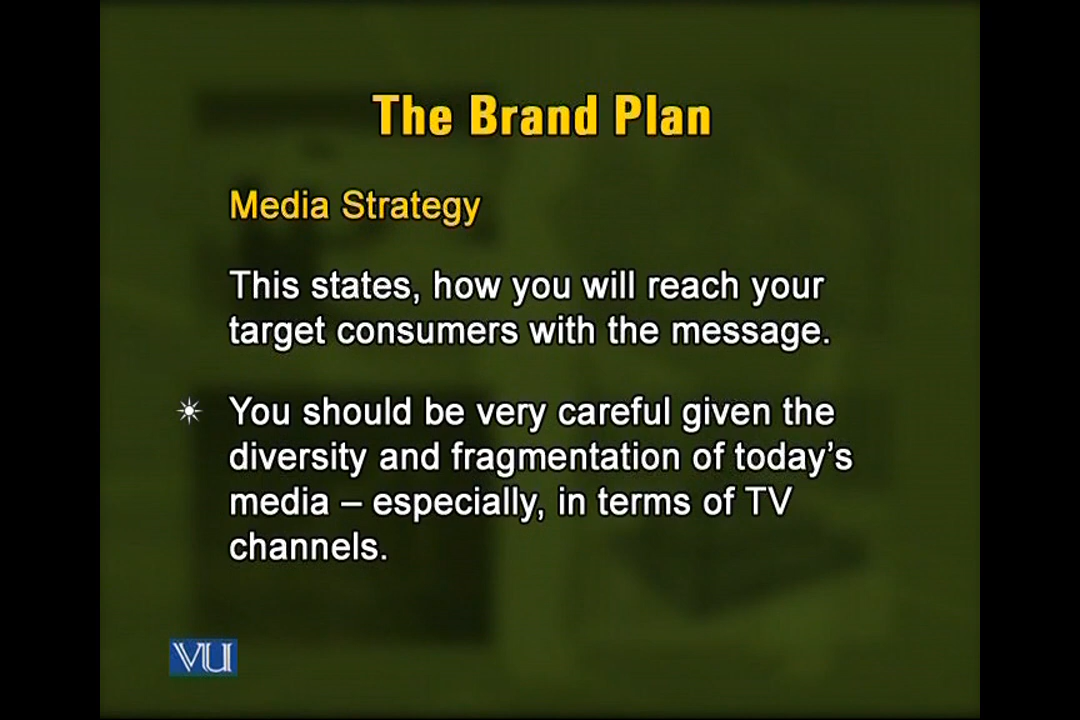 The Brand Plan
Media Strategy
This states, how you will reach your
target consumers with the message.
You should be very careful given the
diversity and fragmentation of today’s
media – especially, in terms of TV
channels.
VU